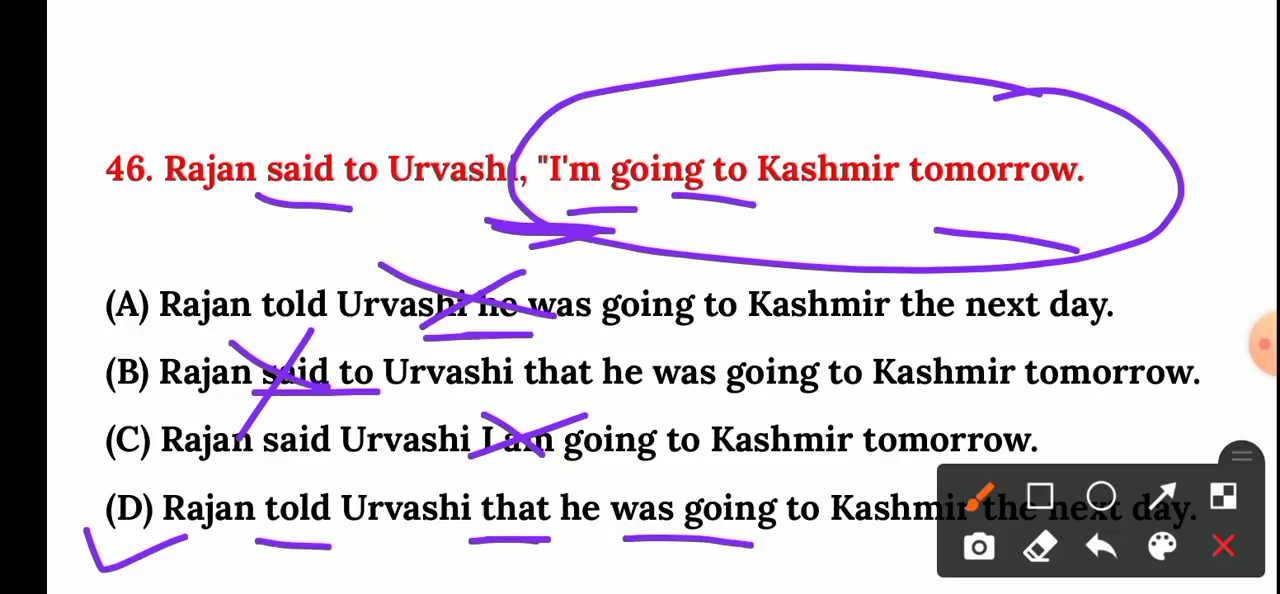 46. Rajan said to Urvashi, "I'm going to Kashmir tomorrow.
(A) Rajan told Urvashi he was going to Kashmir the next day.
(B) Rajan said to Urvashi that he was going to Kashmir tomorrow.
(C) Rajan said Urvashi I am going to Kashmir tomorrow.
(D) Rajan told Urvashi that he was going to Kashmir the next day.